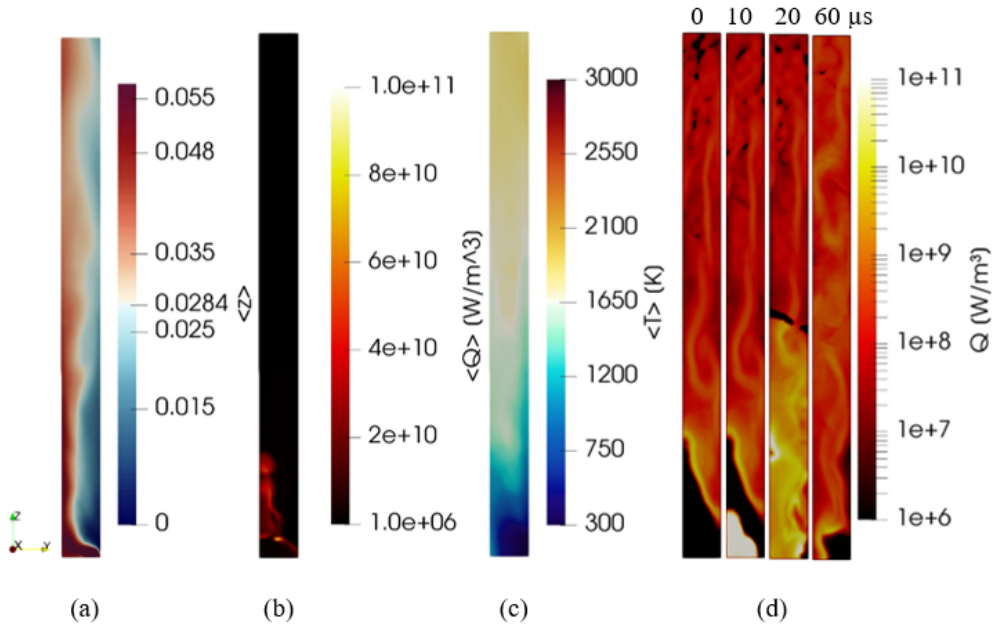 0 10 20 60 µs
0.055
0.048
0.035
0.0284
0.025
0.015
0
<z>
1.0e+11
8e+10
6e+10
4e+10
2e+10
1.0e+06
<Q> (W/m^3)
3000
2550
2100
1650
1200
750
300
<T> (K)
1e+11
1e+10
1e+9
1e+8
1e+7
1e+6
Q (W/m³)
Z
X
Y
(a) (b) (c) (d)